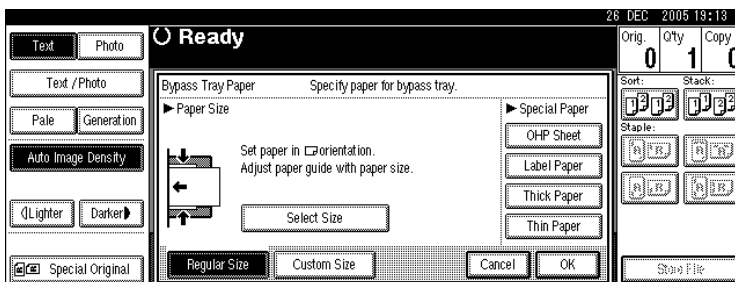 26 DEC 2005 19:13
Text Photo
Ready
Orig. Q'ty Copy
0 1 0
Text / Photo
Bypass Tray Paper Specify paper for bypass tray.
Sort: Stack:
Pale Generation
▶ Paper Size
▶ Special Paper
OHP Sheet
Staple:
Auto Image Density
Set paper in orientation.
Adjust paper guide with paper size.
Label Paper
Thick Paper
◁Lighter Darker▶
Select Size
Thin Paper
Special Original
Regular Size Custom Size Cancel OK
Store File